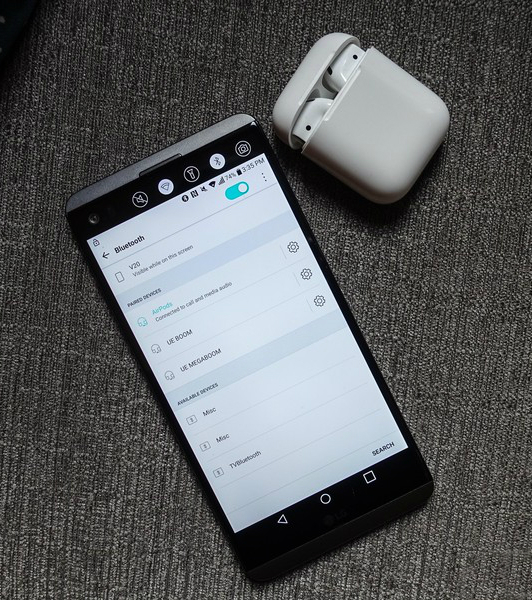 74% 3:35 PM
Bluetooth
V20
Visible while on this screen
PAIRED DEVICES
AirPods
Connected to call and media audio
UE BOOM
UE MEGABOOM
AVAILABLE DEVICES
Misc
Misc
TVBluetooth
SEARCH
LG